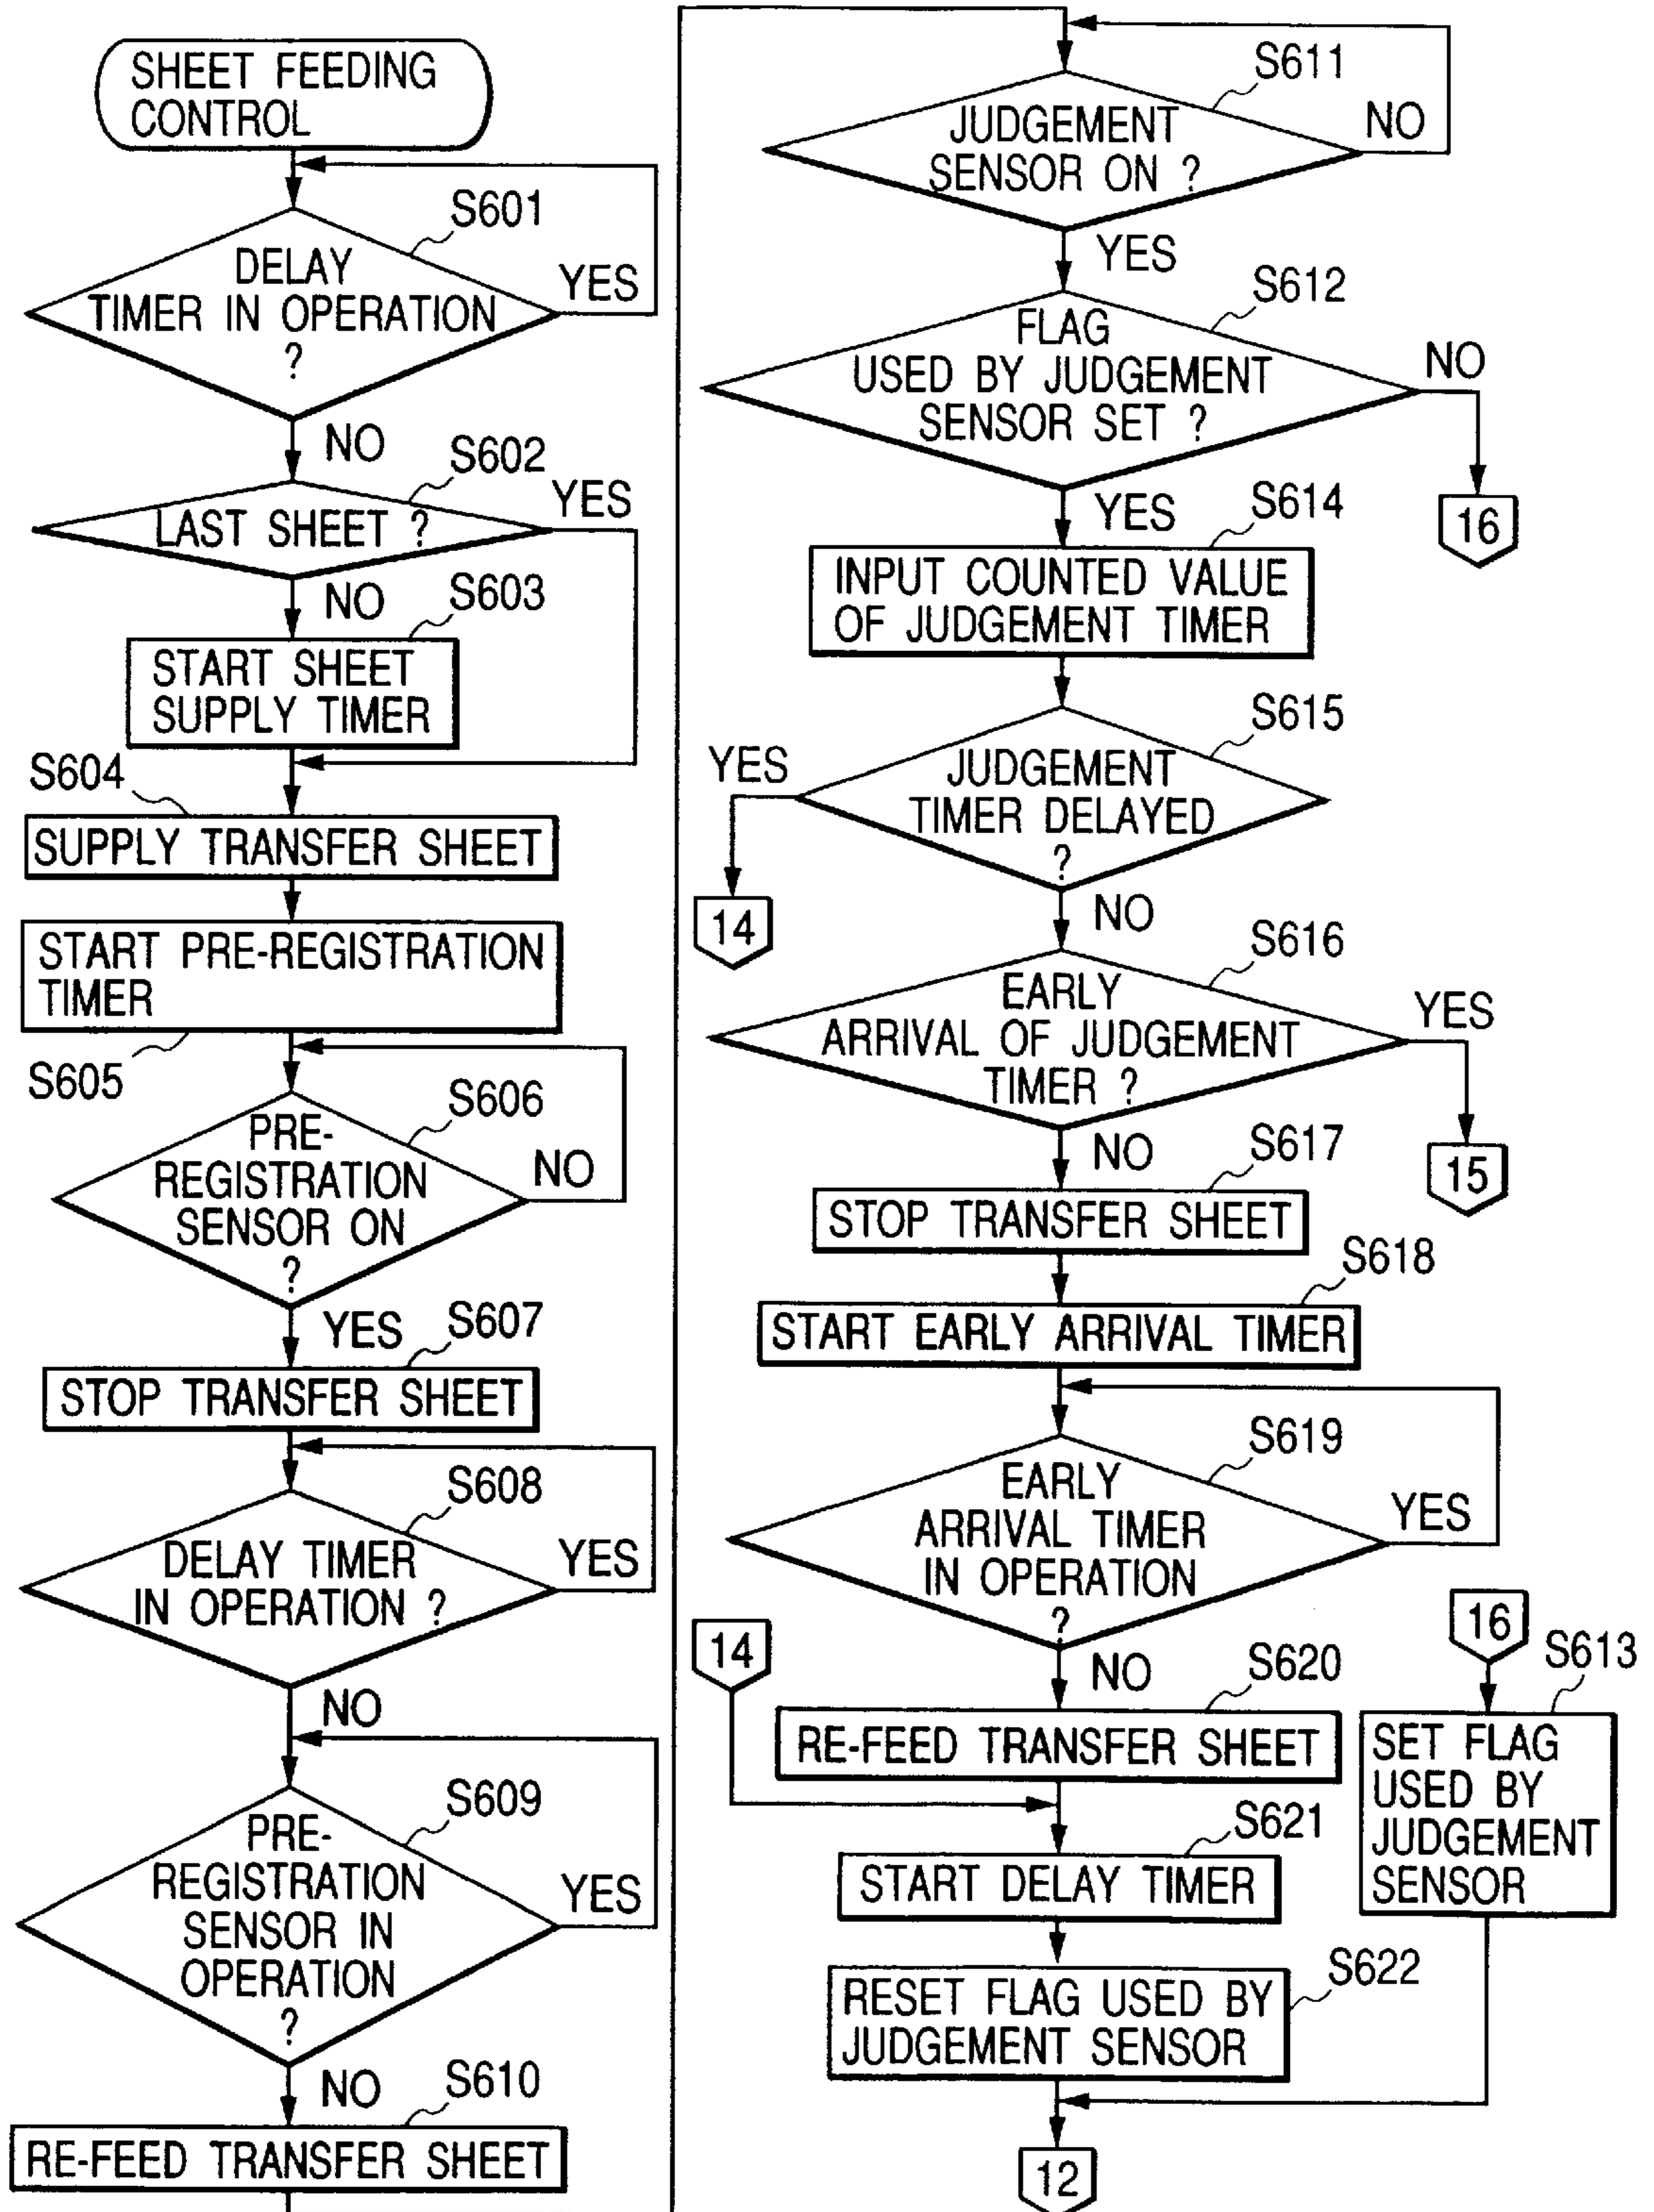 SHEET FEEDING
CONTROL
S601
DELAY
TIMER IN OPERATION
?
YES
NO
S602
LAST SHEET ?
YES
NO
S603
START SHEET
SUPPLY TIMER
S604
SUPPLY TRANSFER SHEET
START PRE-REGISTRATION
TIMER
S605
S606
PRE-
REGISTRATION
SENSOR ON
?
NO
YES
S607
STOP TRANSFER SHEET
S608
DELAY TIMER
IN OPERATION ?
YES
NO
S609
PRE-
REGISTRATION
SENSOR IN
OPERATION
?
YES
NO
S610
RE-FEED TRANSFER SHEET
S611
JUDGEMENT
SENSOR ON ?
NO
YES
S612
FLAG
USED BY JUDGEMENT
SENSOR SET ?
NO
16
YES
S614
INPUT COUNTED VALUE
OF JUDGEMENT TIMER
S615
JUDGEMENT
TIMER DELAYED
?
YES
14
NO
S616
EARLY
ARRIVAL OF JUDGEMENT
TIMER ?
YES
15
NO
S617
STOP TRANSFER SHEET
S618
START EARLY ARRIVAL TIMER
S619
EARLY
ARRIVAL TIMER
IN OPERATION
?
YES
14
NO
S620
RE-FEED TRANSFER SHEET
16
S613
SET FLAG
USED BY
JUDGEMENT
SENSOR
S621
START DELAY TIMER
S622
RESET FLAG USED BY
JUDGEMENT SENSOR
12